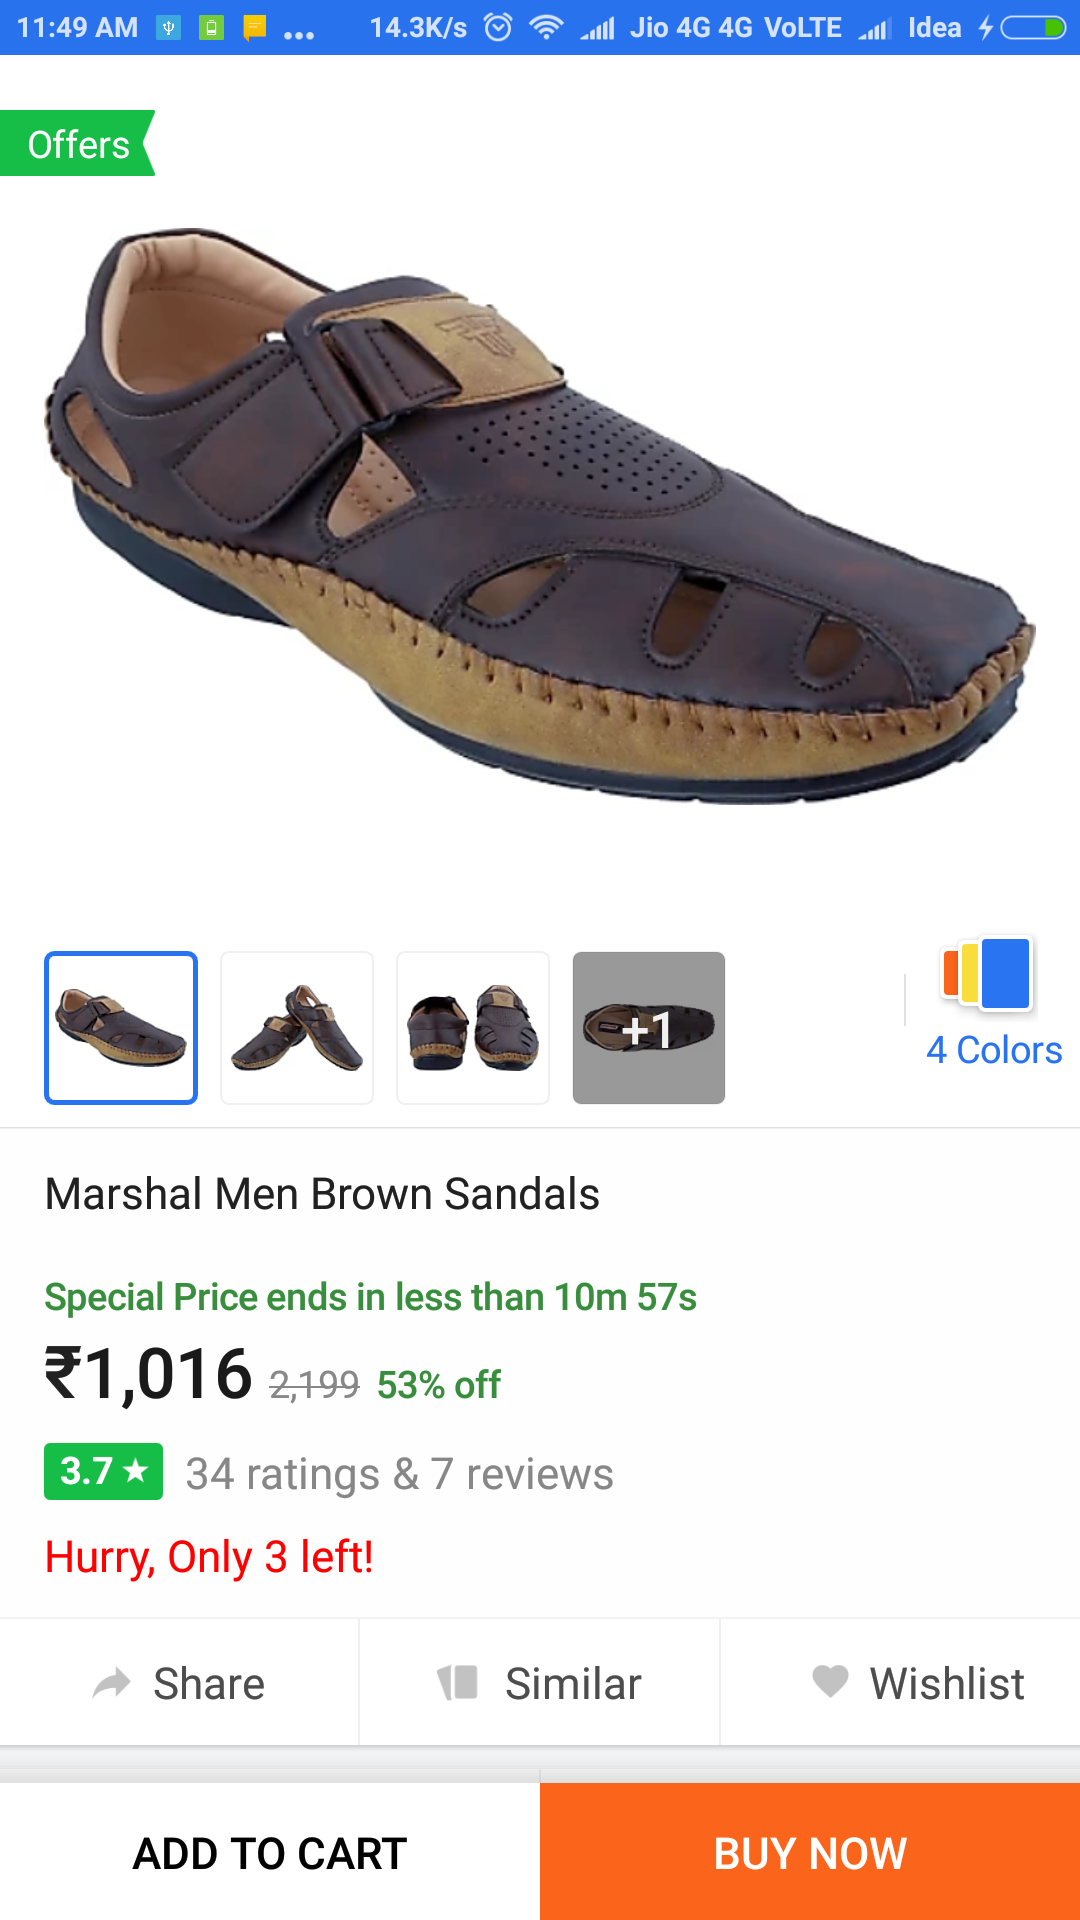 11:49 AM ... 14.3K/s Jio 4G 4G VoLTE Idea
Offers
+1
4 Colors
Marshal Men Brown Sandals
Special Price ends in less than 10m 57s
₹1,016 2,199 53% off
3.7 ★ 34 ratings & 7 reviews
Hurry, Only 3 left!
Share Similar Wishlist
ADD TO CART BUY NOW